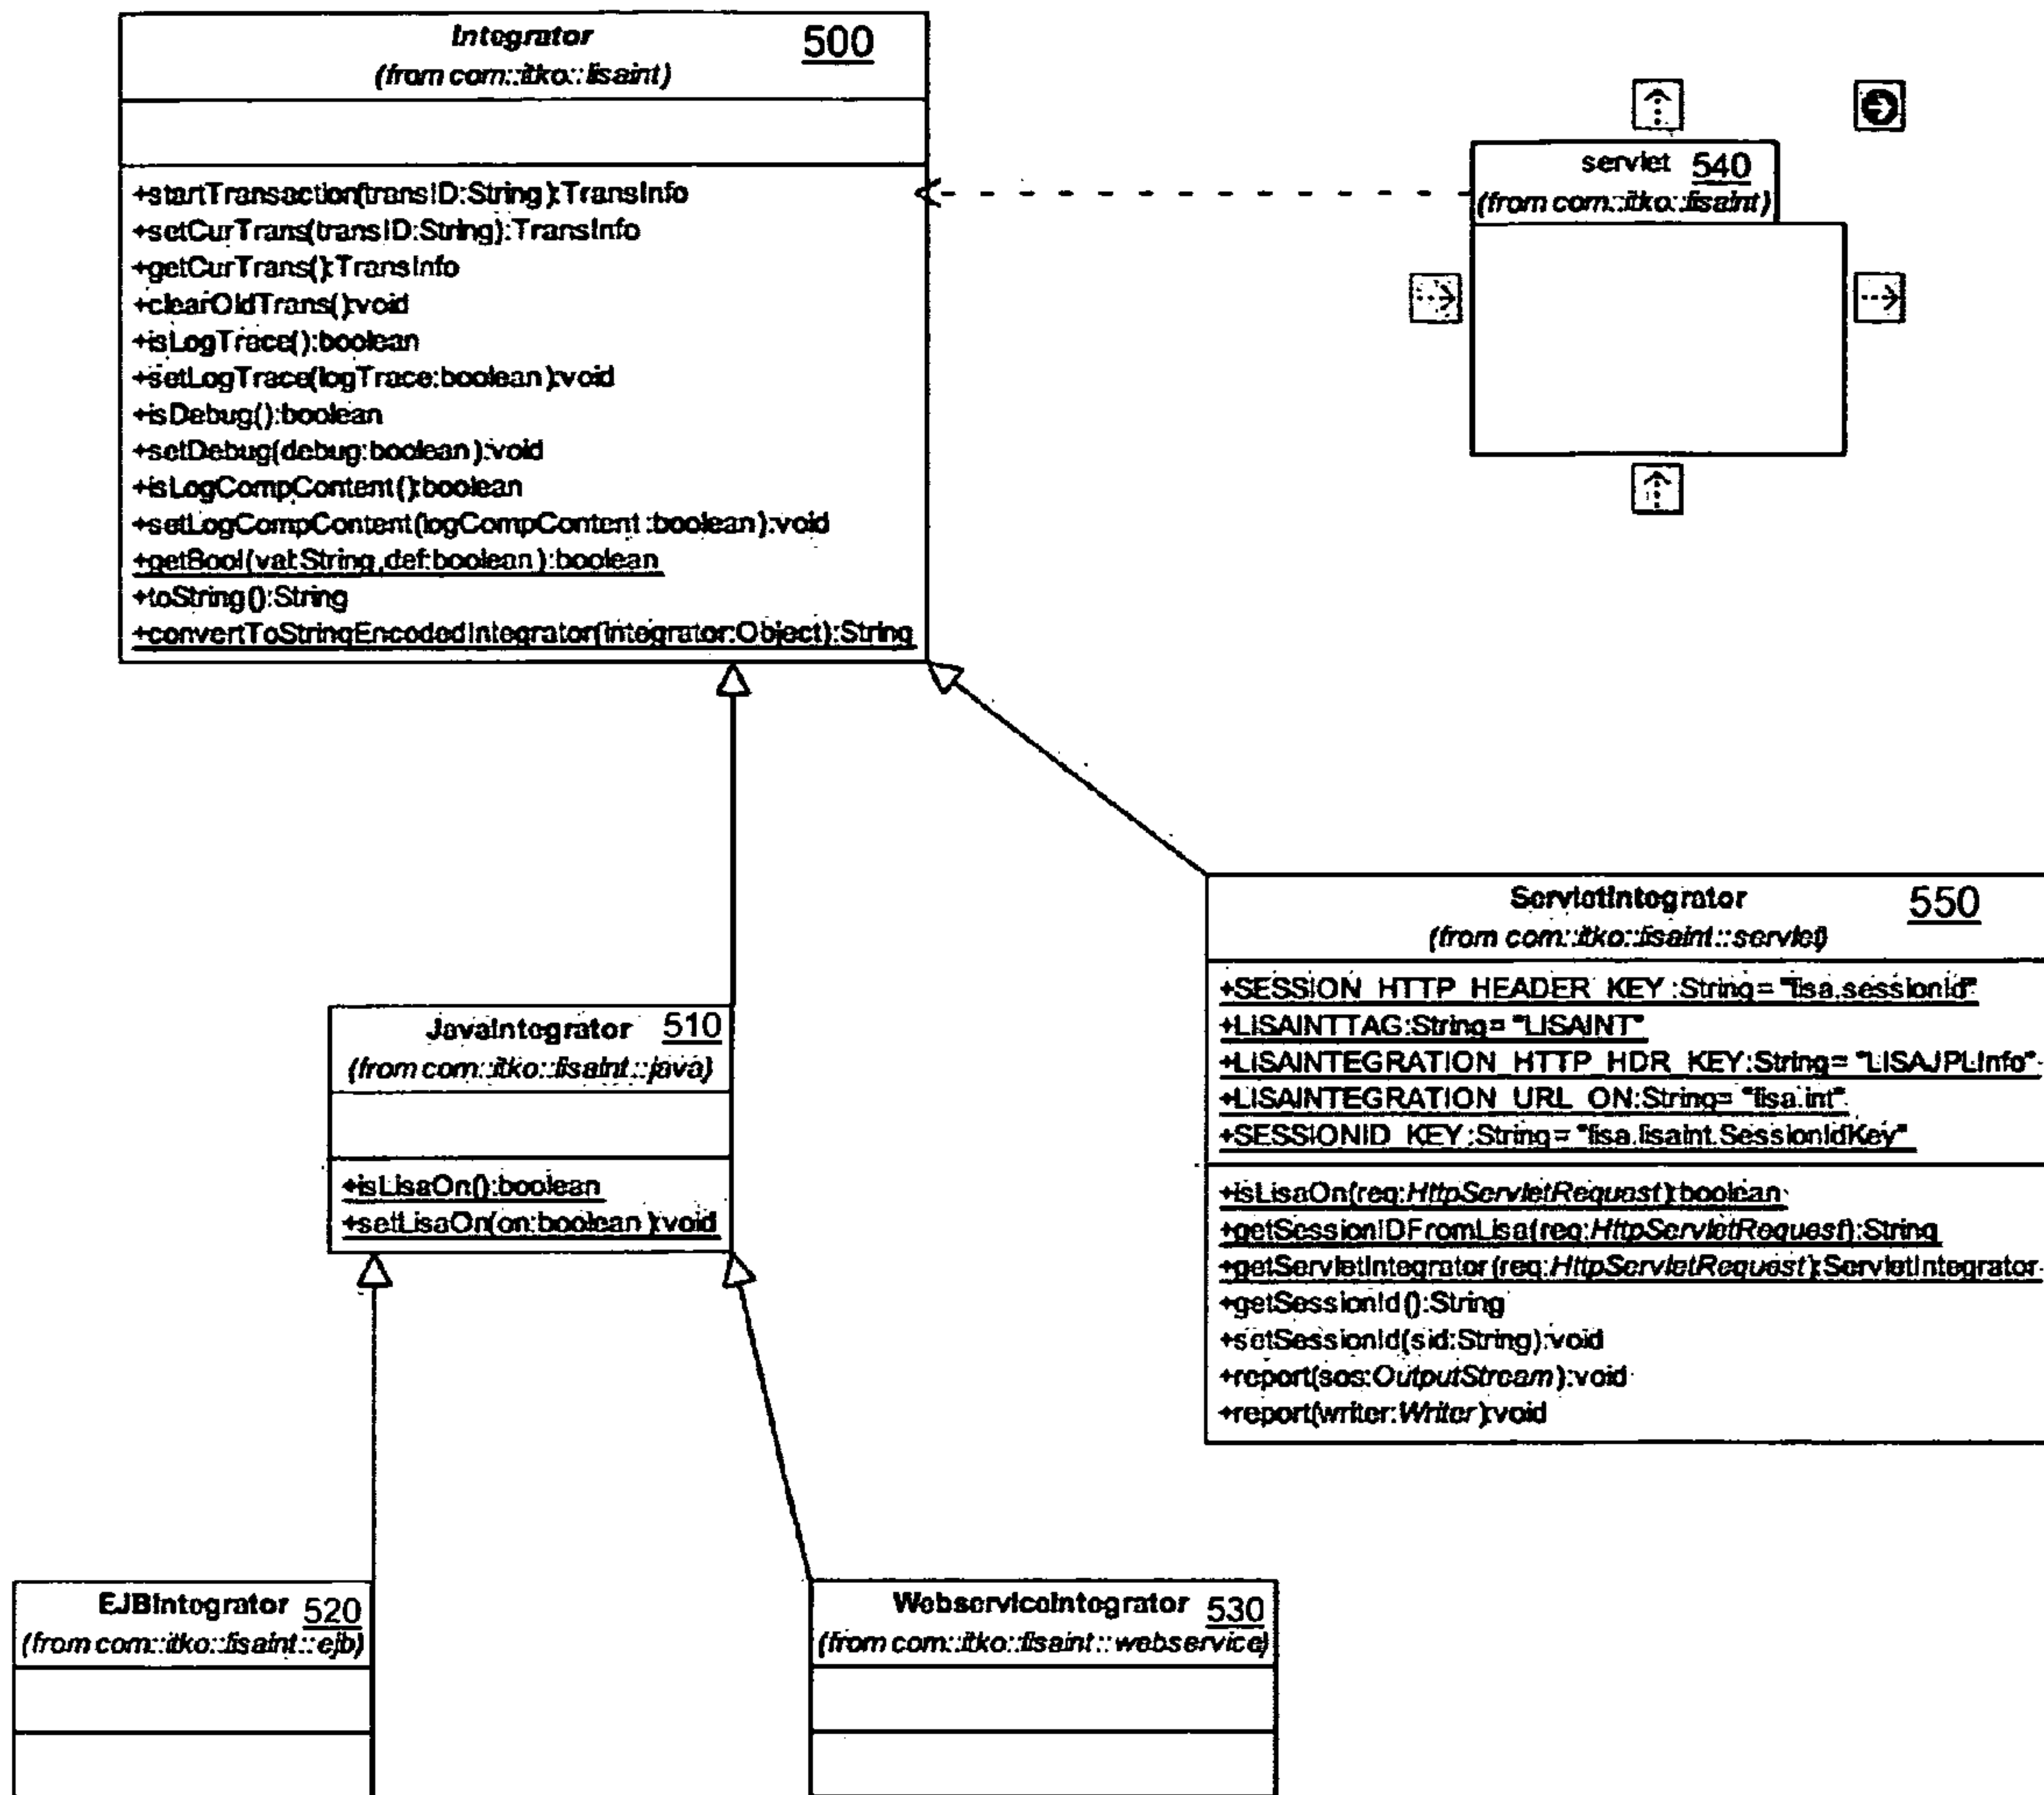 Integrator 500
(from com::itko::lisaint)
+startTransaction(transID:String):TransInfo
+setCurTrans(transID:String):TransInfo
+getCurTrans():TransInfo
+clearOldTrans():void
+isLogTrace():boolean
+setLogTrace(logTrace:boolean):void
+isDebug():boolean
+setDebug(debug:boolean):void
+isLogCompContent():boolean
+setLogCompContent(logCompContent:boolean):void
+getBool(val:String,def:boolean):boolean
+toString():String
+convertToStringEncodedIntegrator(integrator:Object):String
servlet 540
(from com::itko::lisaint)
JavaIntegrator 510
(from com::itko::lisaint::java)
+isLisaOn():boolean
+setLisaOn(on:boolean):void
ServletIntegrator 550
(from com::itko::lisaint::servlet)
+SESSION_HTTP_HEADER_KEY:String="lisa.sessionId"
+LISAINTTAG:String="LISAINT"
+LISAINTEGRATION_HTTP_HDR_KEY:String="LISAJPLInfo"
+LISAINTEGRATION_URL_ON:String="lisa.int"
+SESSIONID_KEY:String="lisa.lisaint.SessionIdKey"
+isLisaOn(req:HttpServletRequest):boolean
+getSessionIDFromLisa(req:HttpServletRequest):String
+getServletIntegrator(req:HttpServletRequest):ServletIntegrator
+getSessionId():String
+setSessionId(sid:String):void
+report(sos:OutputStream):void
+report(writer:Writer):void
EJBIntegrator 520
(from com::itko::lisaint::ejb)
WebserviceIntegrator 530
(from com::itko::lisaint::webservice)